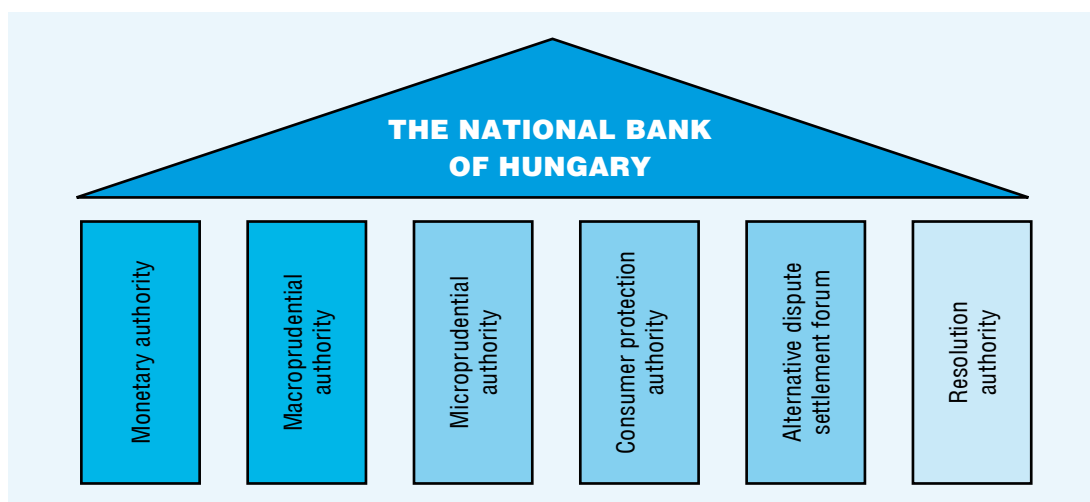 THE NATIONAL BANK
OF HUNGARY
Monetary authority
Macroprudential
authority
Microprudential
authority
Consumer protection
authority
Alternative dispute
settlement forum
Resolution
authority